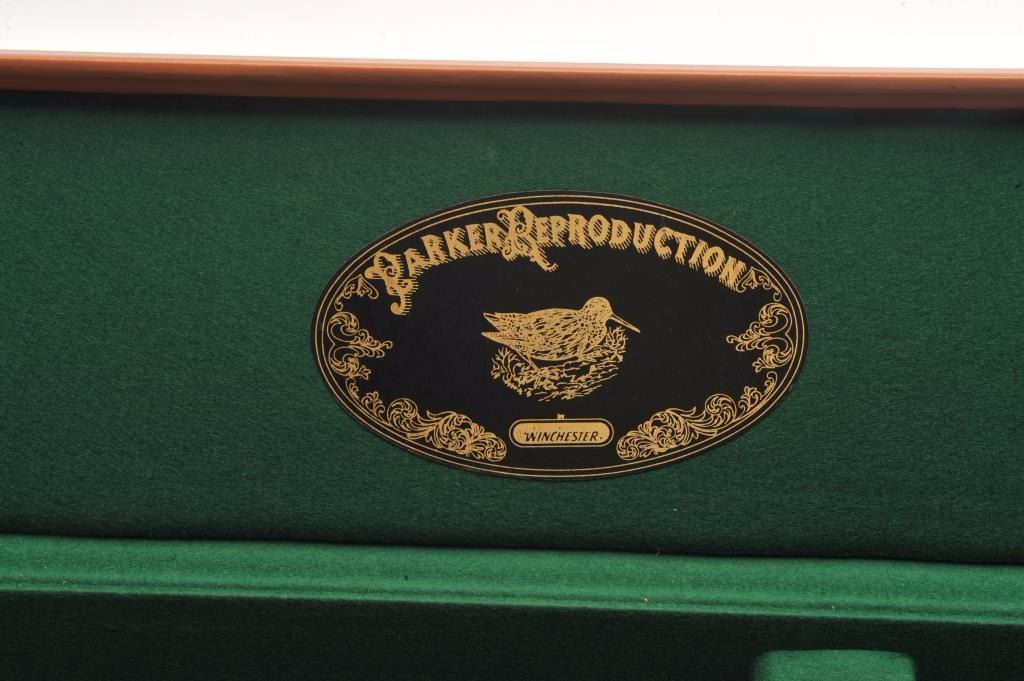 PARKER REPRODUCTION
BY
WINCHESTER.